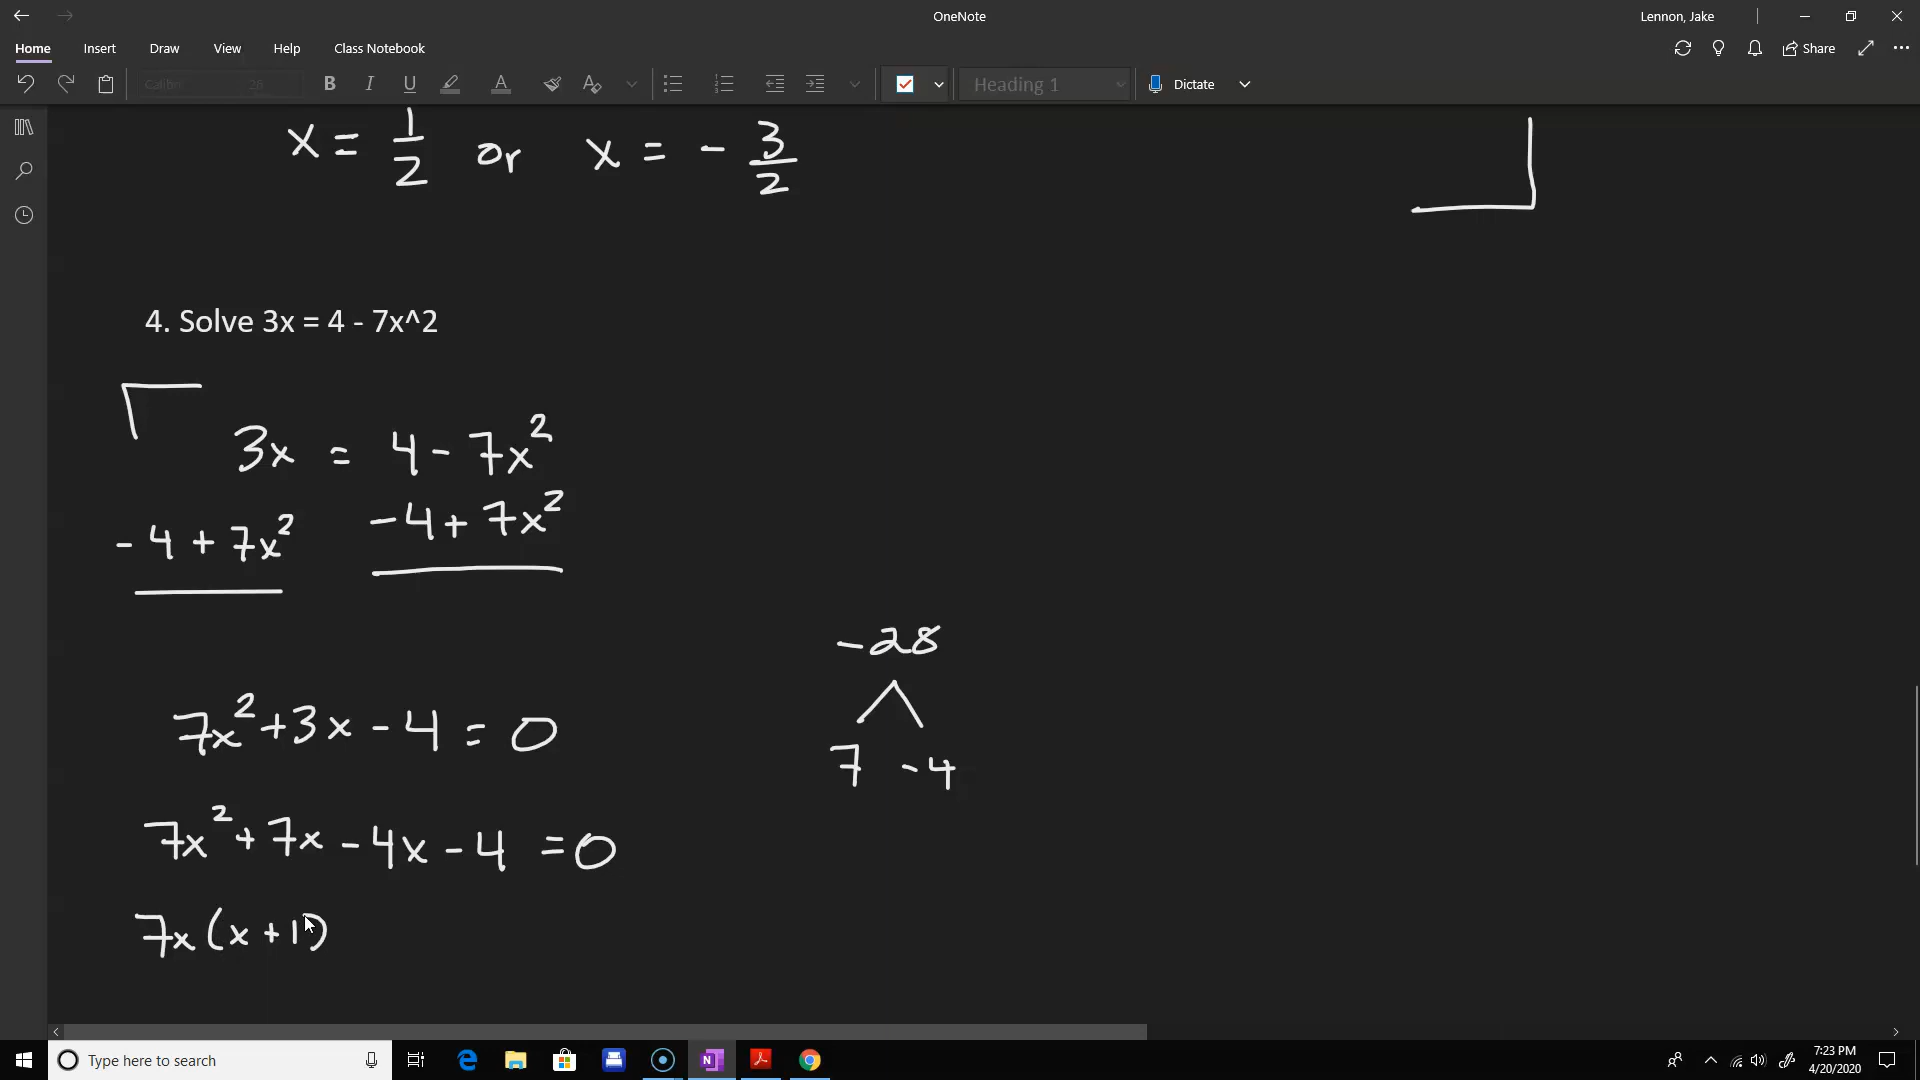 OneNote
Lennon, Jake
Home Insert Draw View Help Class Notebook
Share
Calibri 26 B I U A A Heading 1 Dictate
x = 1/2 or x = - 3/2
4. Solve 3x = 4 - 7x^2
3x = 4 - 7x²
-4 + 7x² -4 + 7x²
-28
7 -4
7x² + 3x - 4 = 0
7x² + 7x - 4x - 4 = 0
7x (x + 1)
Type here to search
N
7:23 PM
4/20/2020